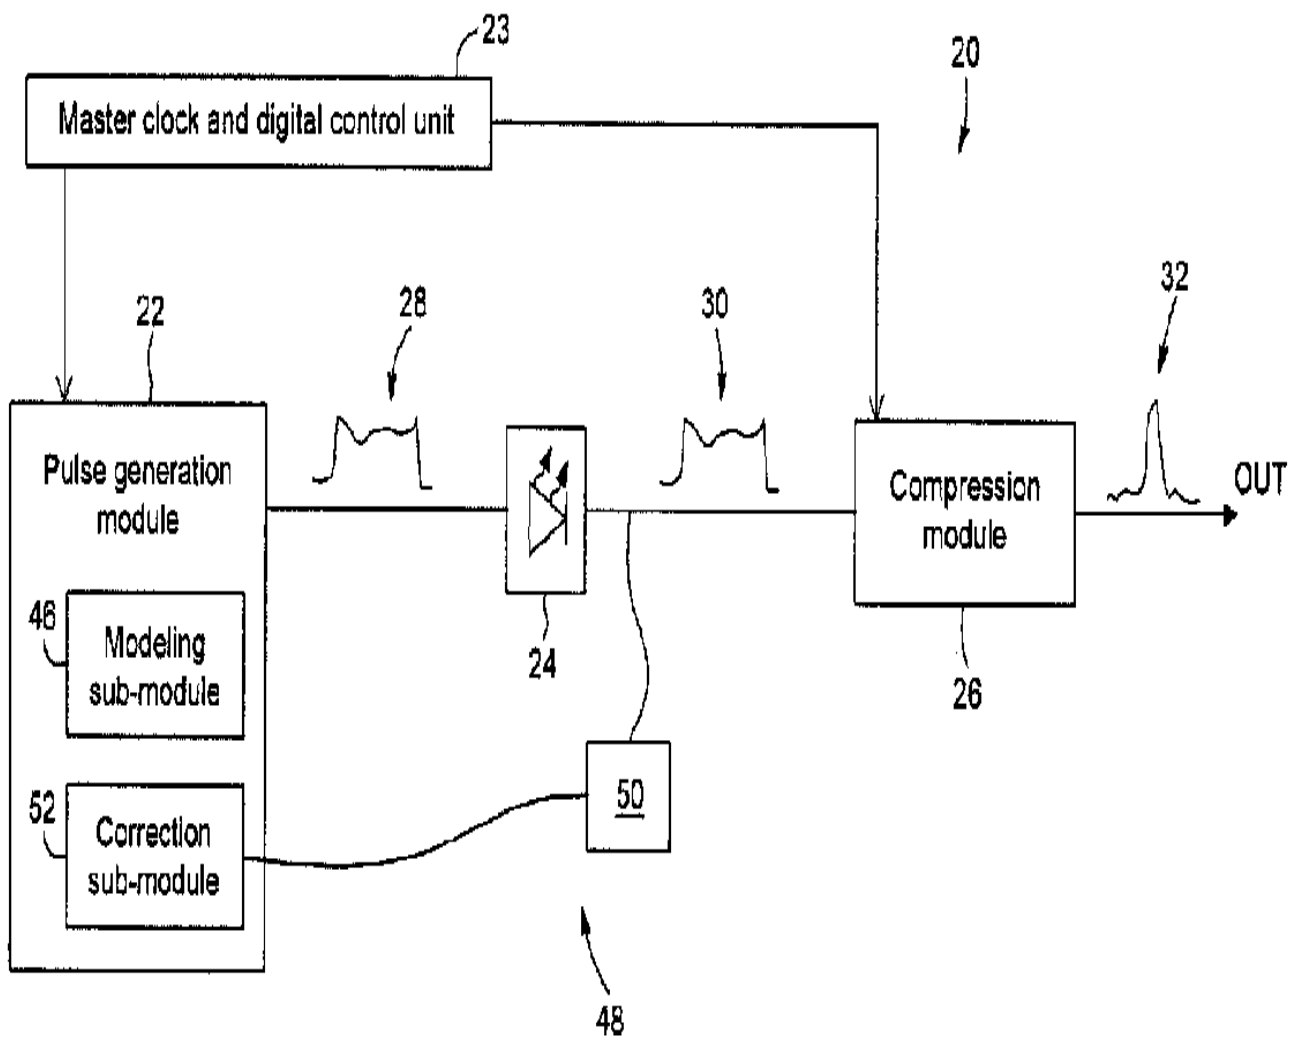 23
20
Master clock and digital control unit
22
28
30
32
Pulse generation
module
Compression
module
OUT
46
Modeling
sub-module
24
26
52
Correction
sub-module
50
48